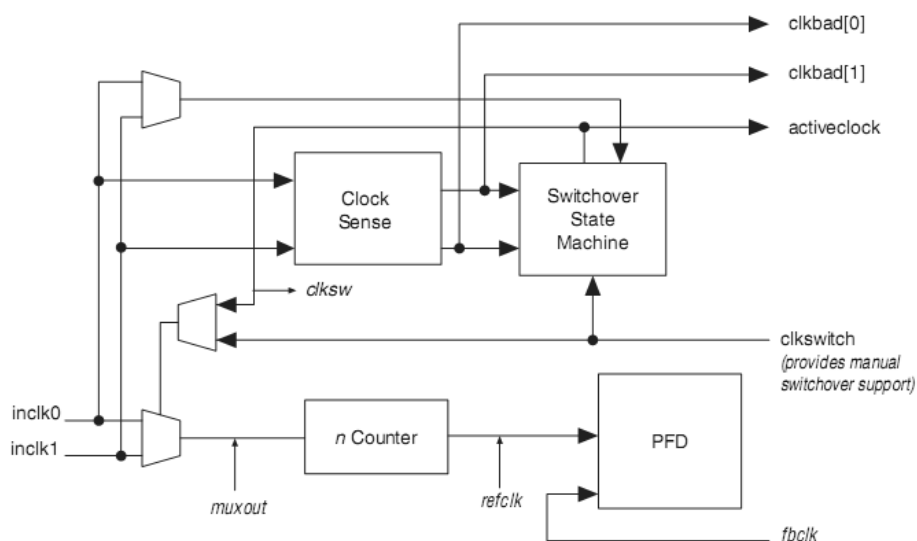 clkbad[0]
clkbad[1]
activeclock
Clock
Sense
Switchover
State
Machine
clksw
clkswitch
(provides manual
switchover support)
inclk0
inclk1
n Counter
PFD
muxout
refclk
fbclk